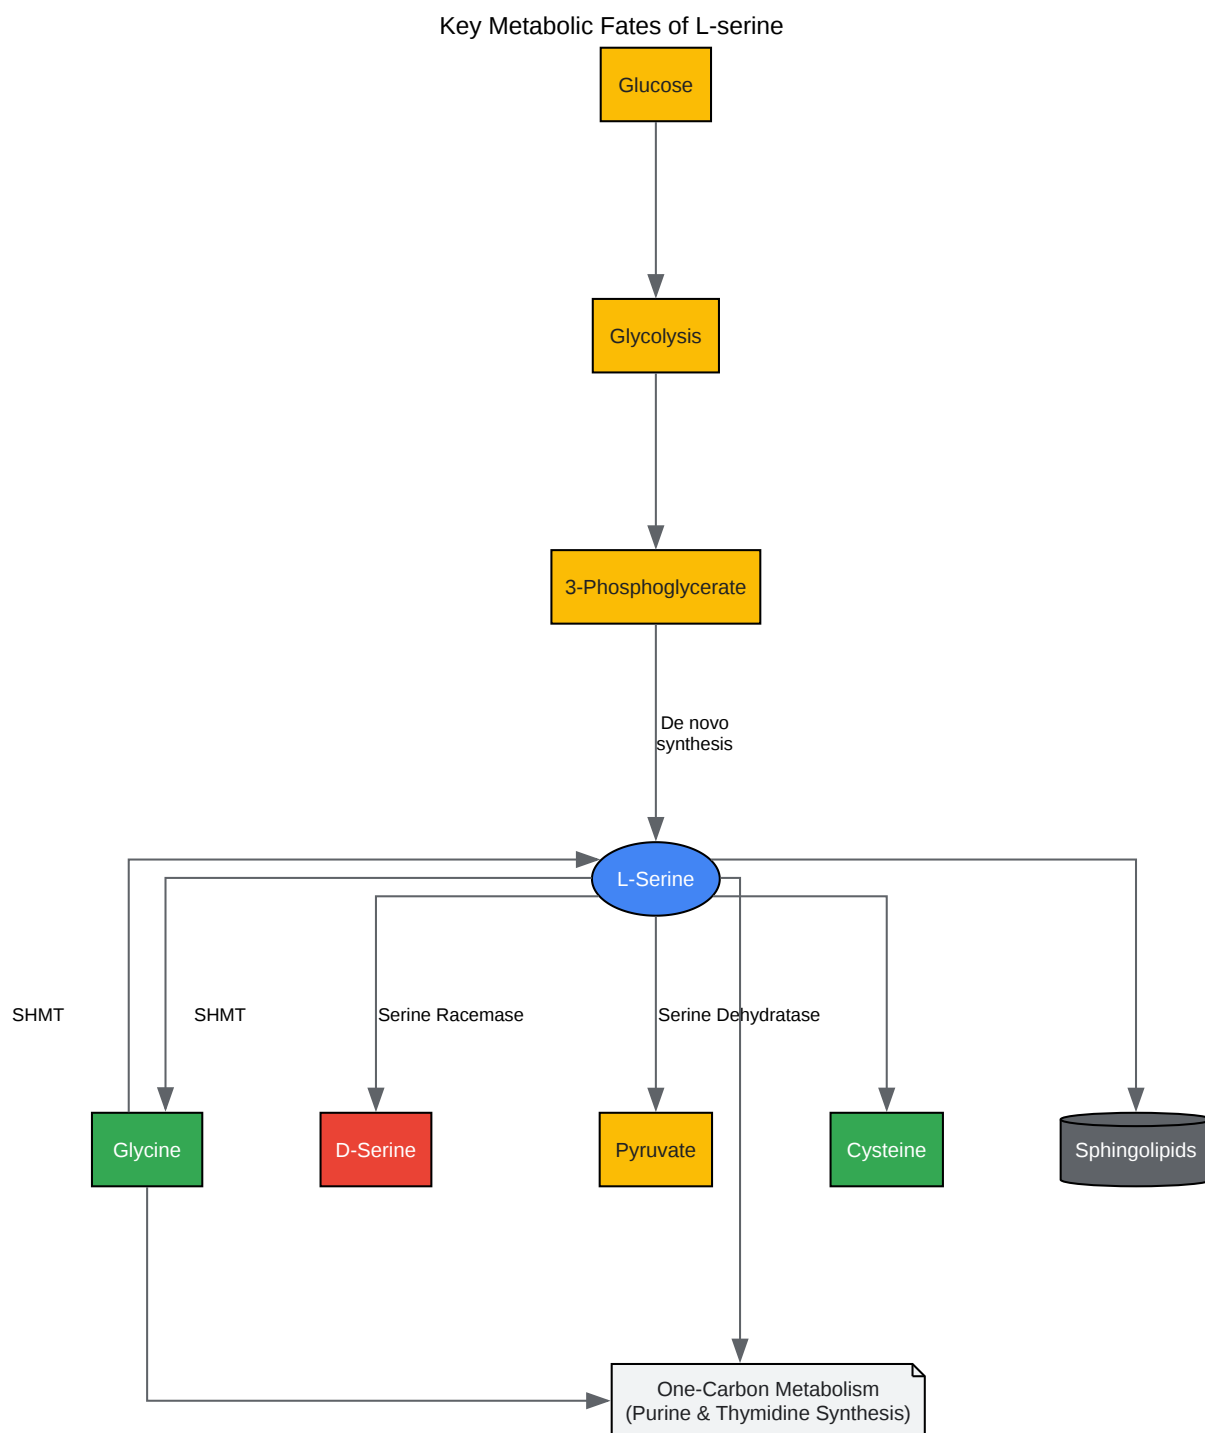 Key Metabolic Fates of L-serine
Glucose
Glycolysis
3-Phosphoglycerate
De novo
synthesis
L-Serine
SHMT
SHMT
Serine Racemase
Serine Dehydratase
Glycine
D-Serine
Pyruvate
Cysteine
Sphingolipids
One-Carbon Metabolism
(Purine & Thymidine Synthesis)